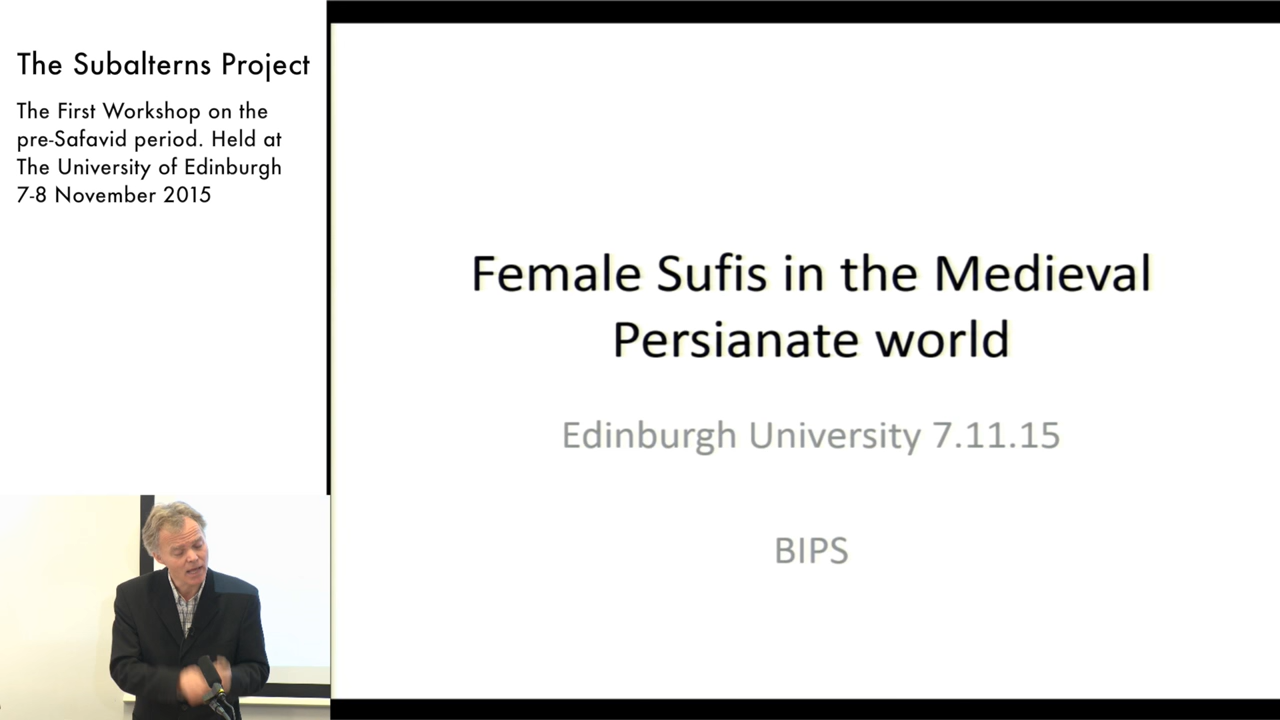 The Subalterns Project
The First Workshop on the
pre-Safavid period. Held at
The University of Edinburgh
7-8 November 2015
Female Sufis in the Medieval
Persianate world
Edinburgh University 7.11.15
BIPS